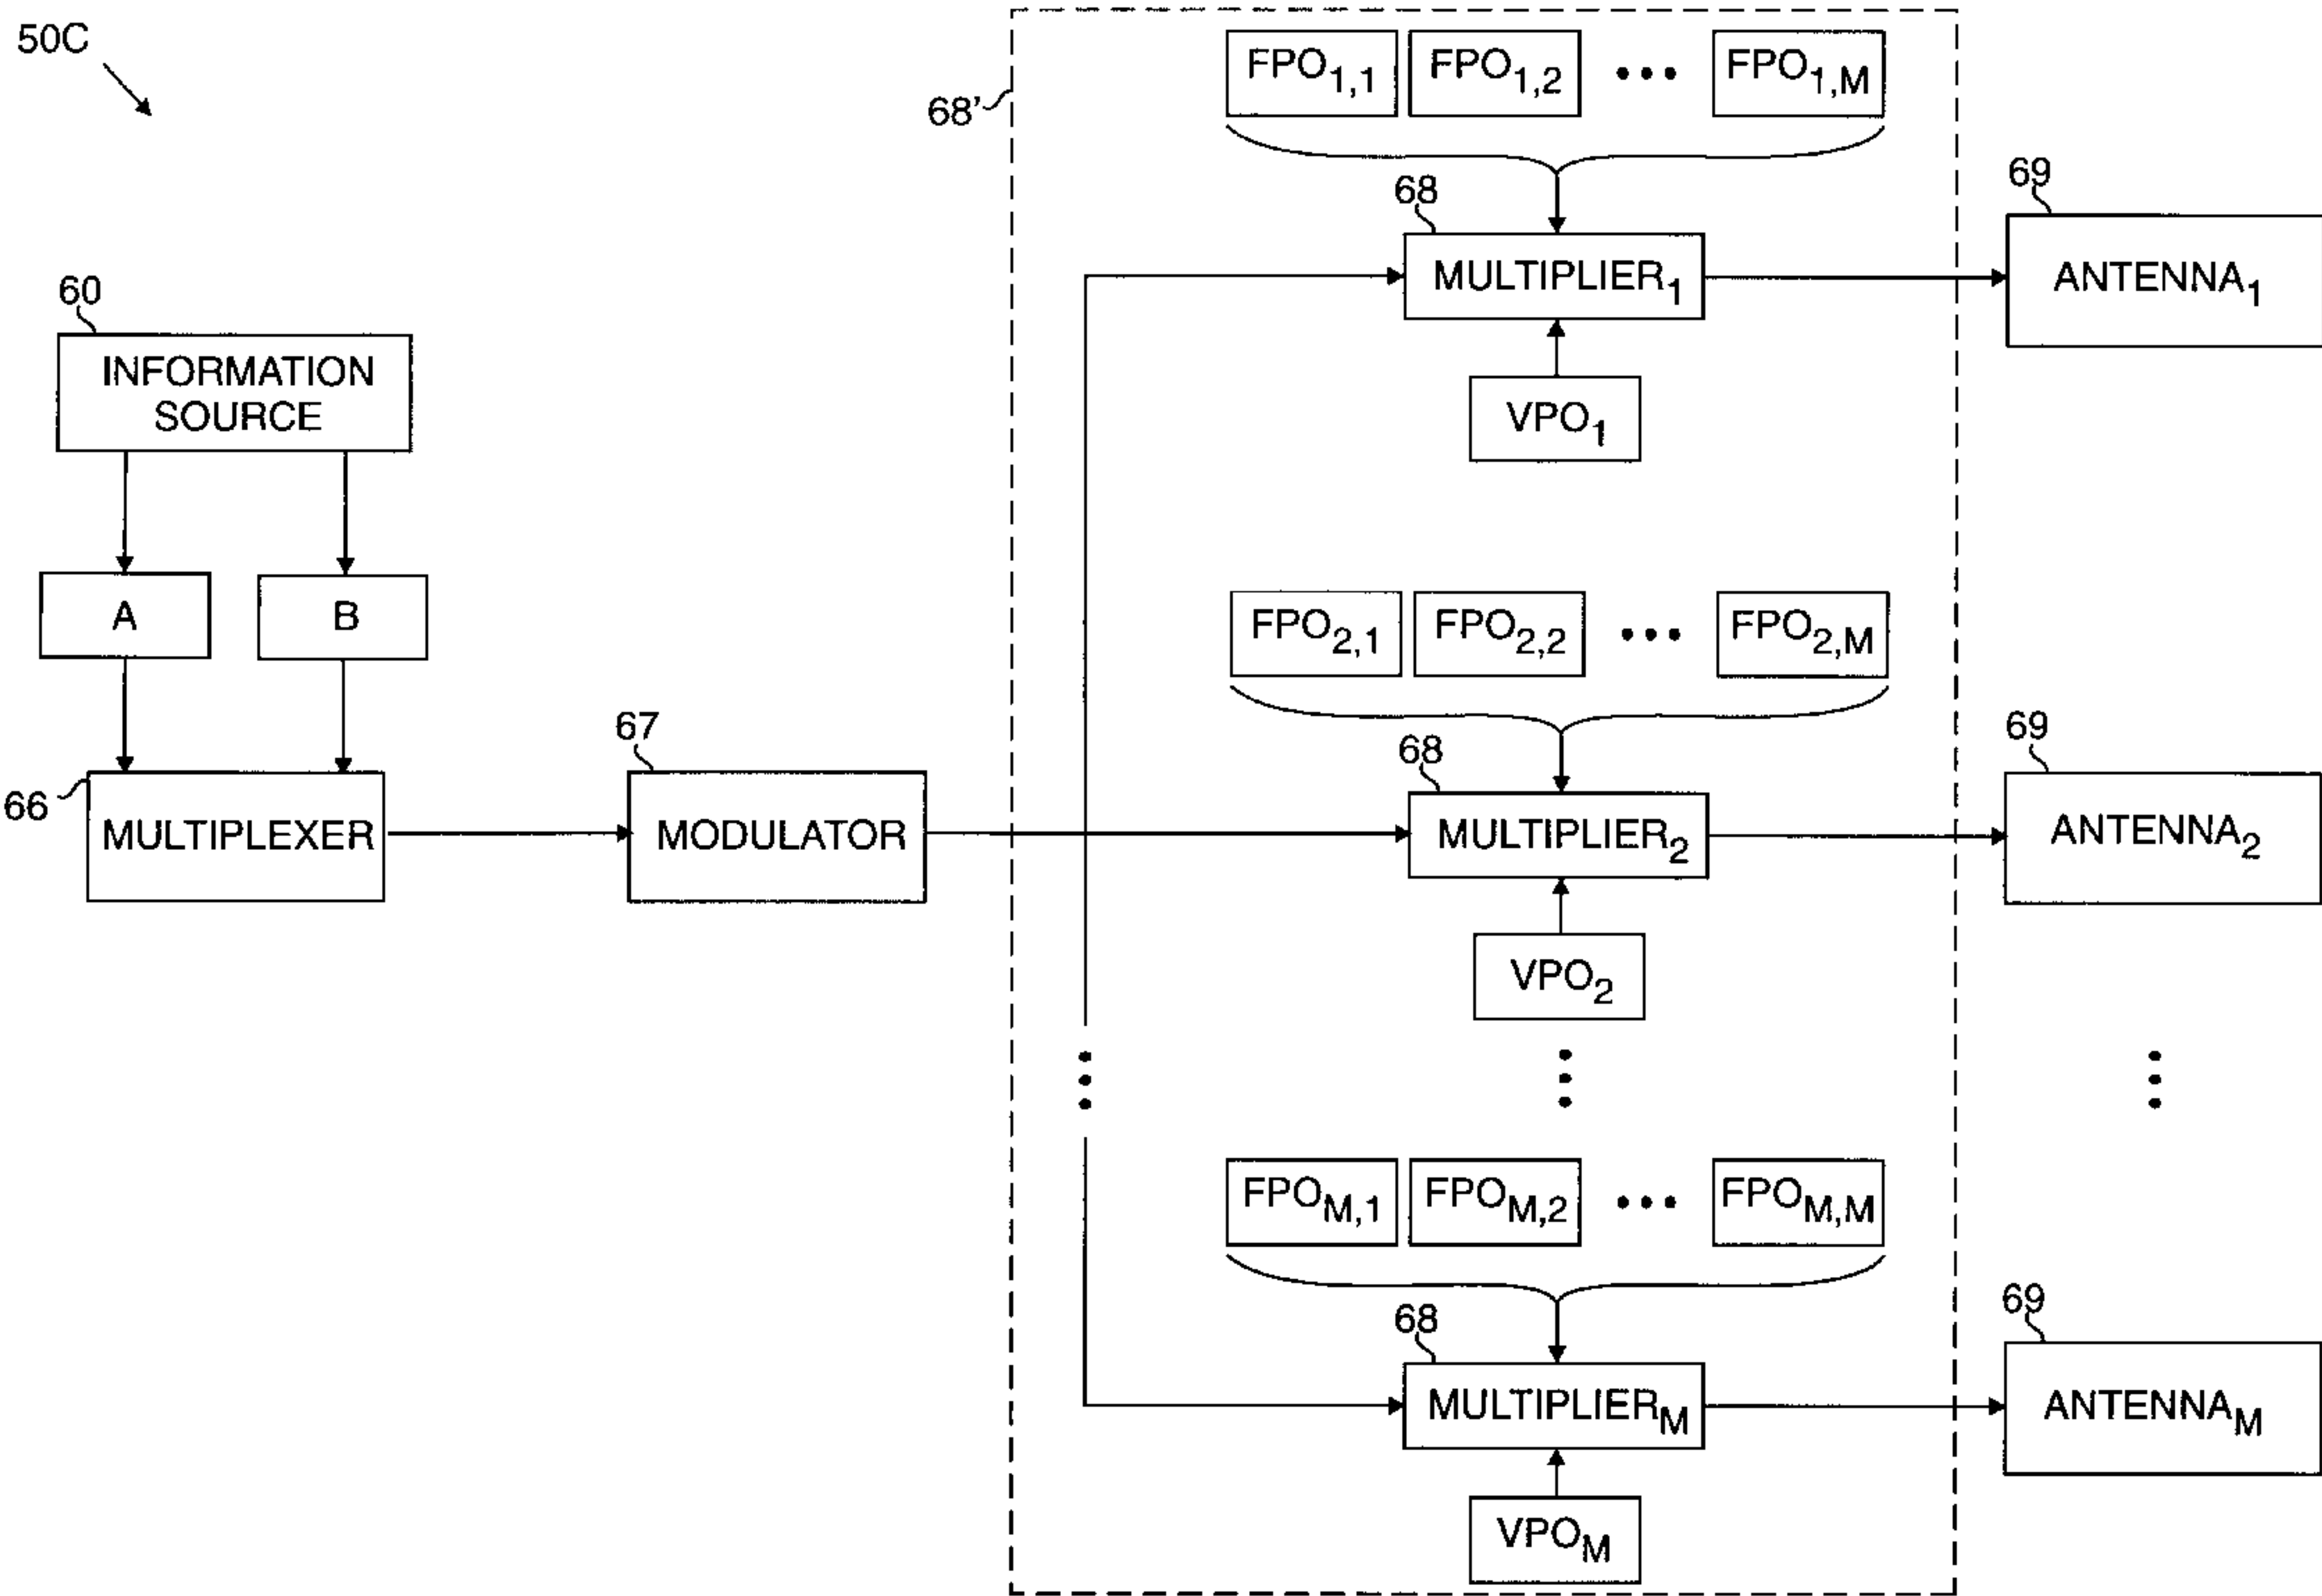 50C
68'
FPO1,1 FPO1,2 ••• FPO1,M
68
MULTIPLIER1
69
ANTENNA1
VPO1
60
INFORMATION
SOURCE
A B
FPO2,1 FPO2,2 ••• FPO2,M
66
MULTIPLEXER
67
MODULATOR
68
MULTIPLIER2
69
ANTENNA2
VPO2
FPOM,1 FPOM,2 ••• FPOM,M
68
MULTIPLIERM
69
ANTENNAM
VPOM